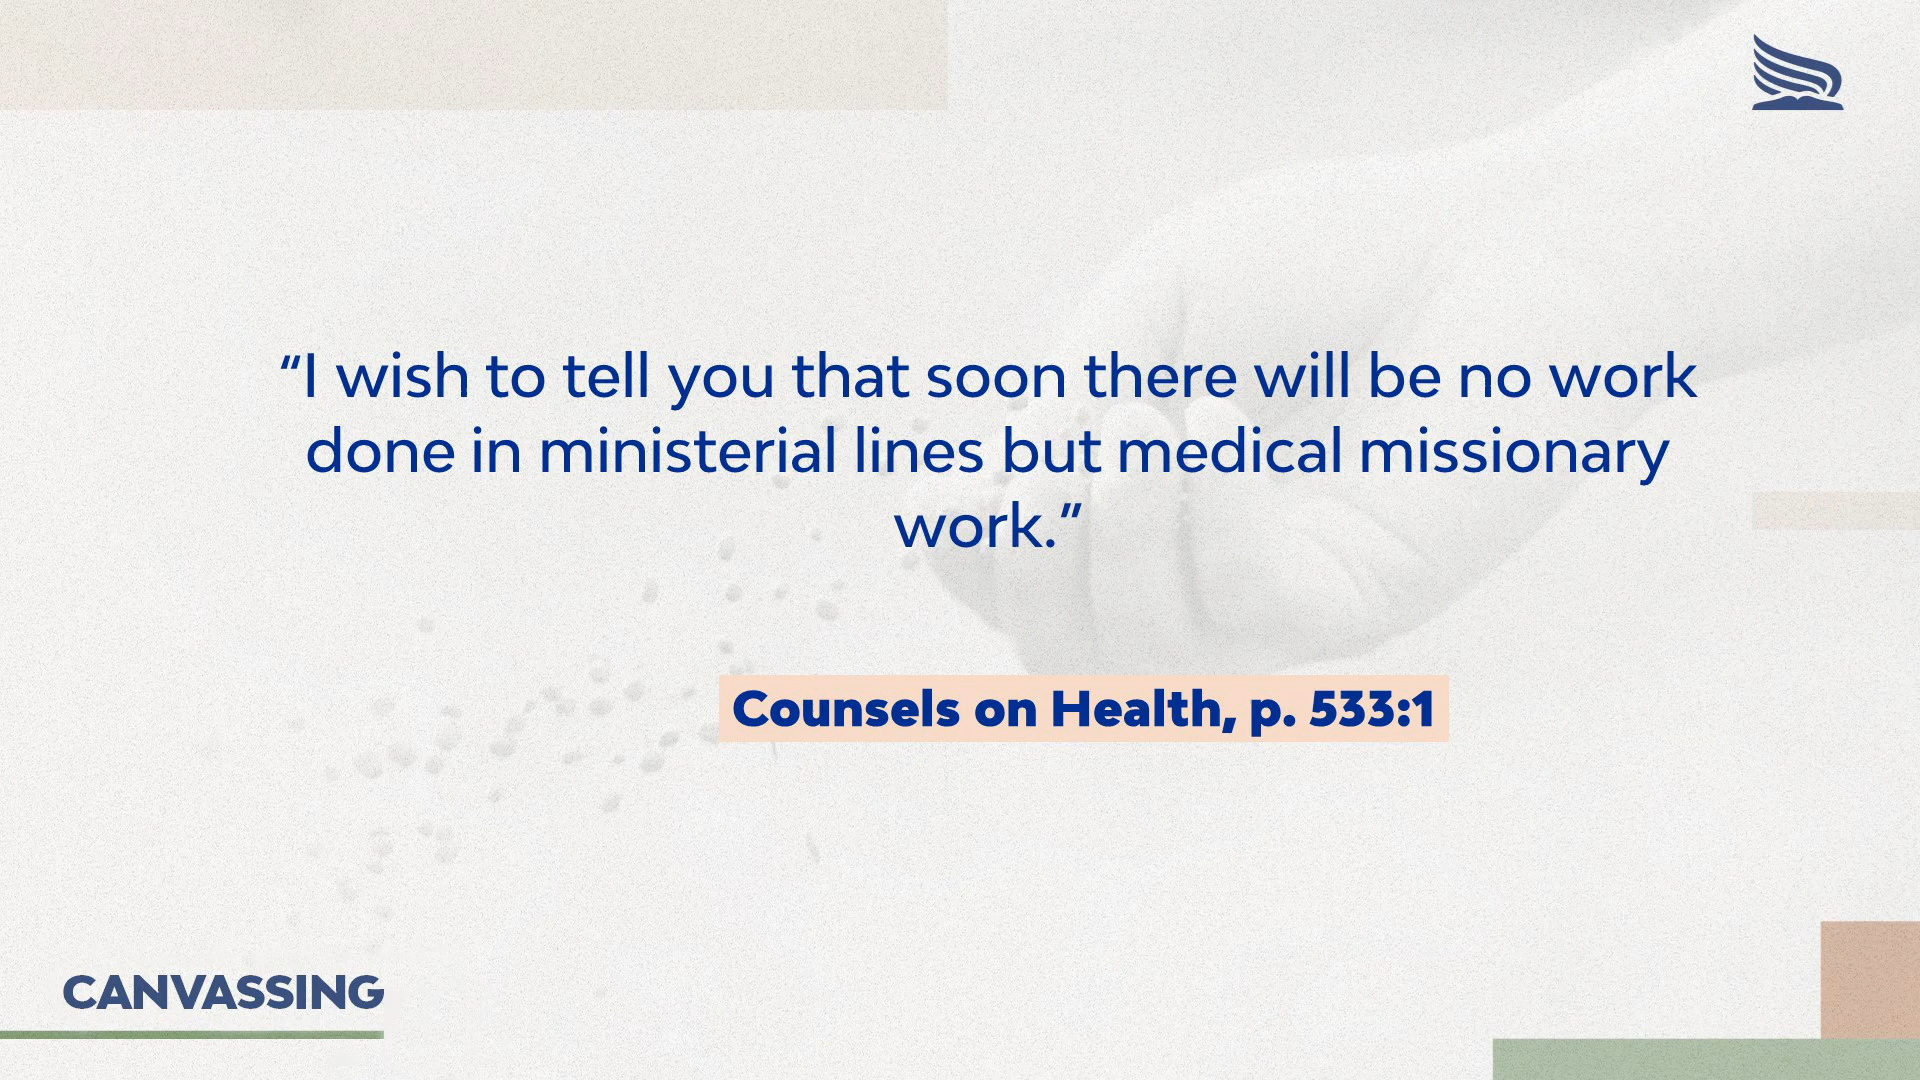 “I wish to tell you that soon there will be no work
done in ministerial lines but medical missionary
work.”
Counsels on Health, p. 533:1
CANVASSING